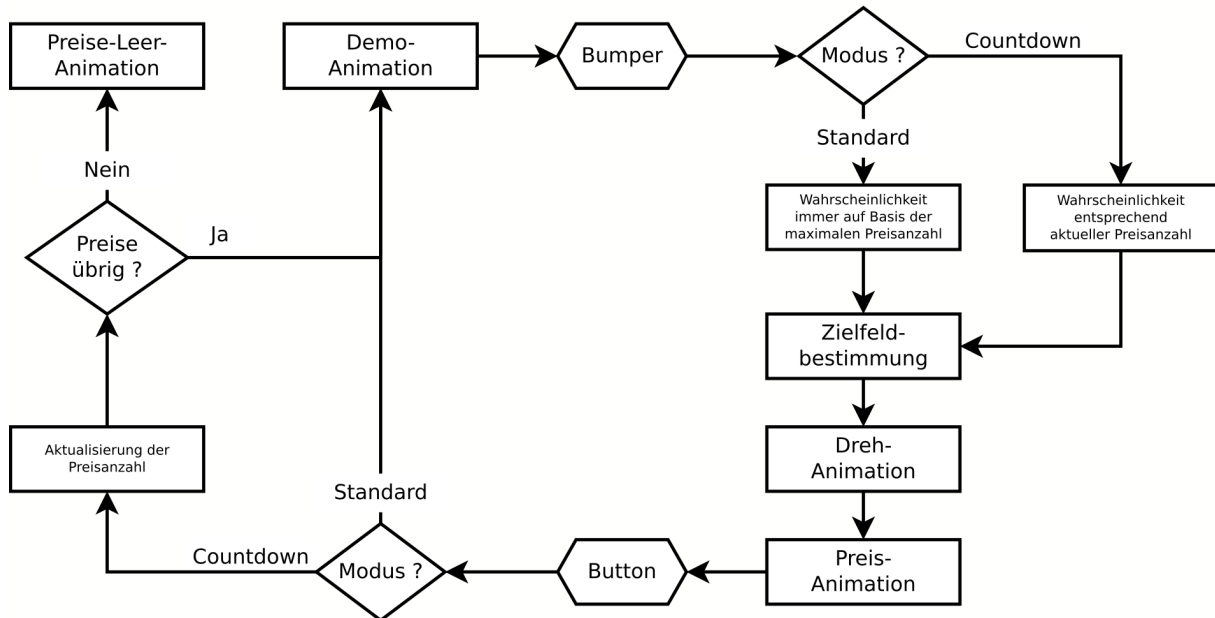 Preise-Leer-
Animation
Demo-
Animation
Bumper
Modus ?
Countdown
Standard
Nein
Wahrscheinlichkeit
immer auf Basis der
maximalen Preisanzahl
Wahrscheinlichkeit
entsprechend
aktueller Preisanzahl
Preise
übrig ?
Ja
Zielfeld-
bestimmung
Aktualisierung der
Preisanzahl
Dreh-
Animation
Standard
Countdown
Modus ?
Button
Preis-
Animation